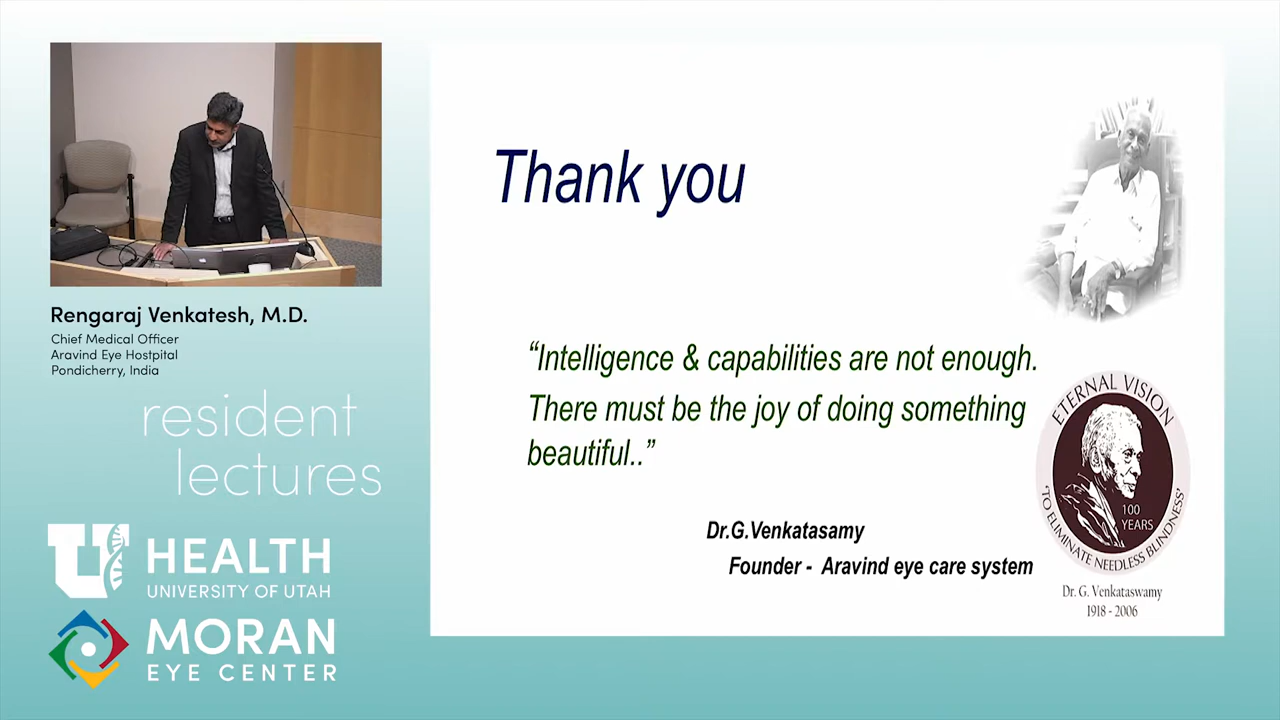 Rengaraj Venkatesh, M.D.
Chief Medical Officer
Aravind Eye Hostpital
Pondicherry, India
resident
lectures
U HEALTH
UNIVERSITY OF UTAH
MORAN
EYE CENTER
Thank you
“Intelligence & capabilities are not enough.
There must be the joy of doing something
beautiful..”
Dr.G.Venkatasamy
Founder - Aravind eye care system
ETERNAL VISION
100
YEARS
'TO ELIMINATE NEEDLESS BLINDNESS'
Dr. G. Venkataswamy
1918 - 2006